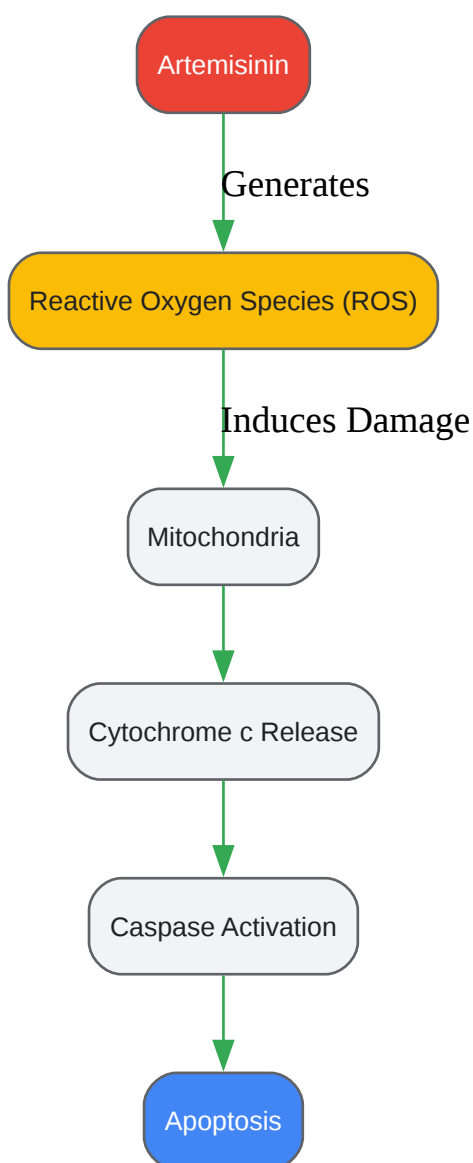 Artemisinin
Generates
Reactive Oxygen Species (ROS)
Induces Damage
Mitochondria
Cytochrome c Release
Caspase Activation
Apoptosis